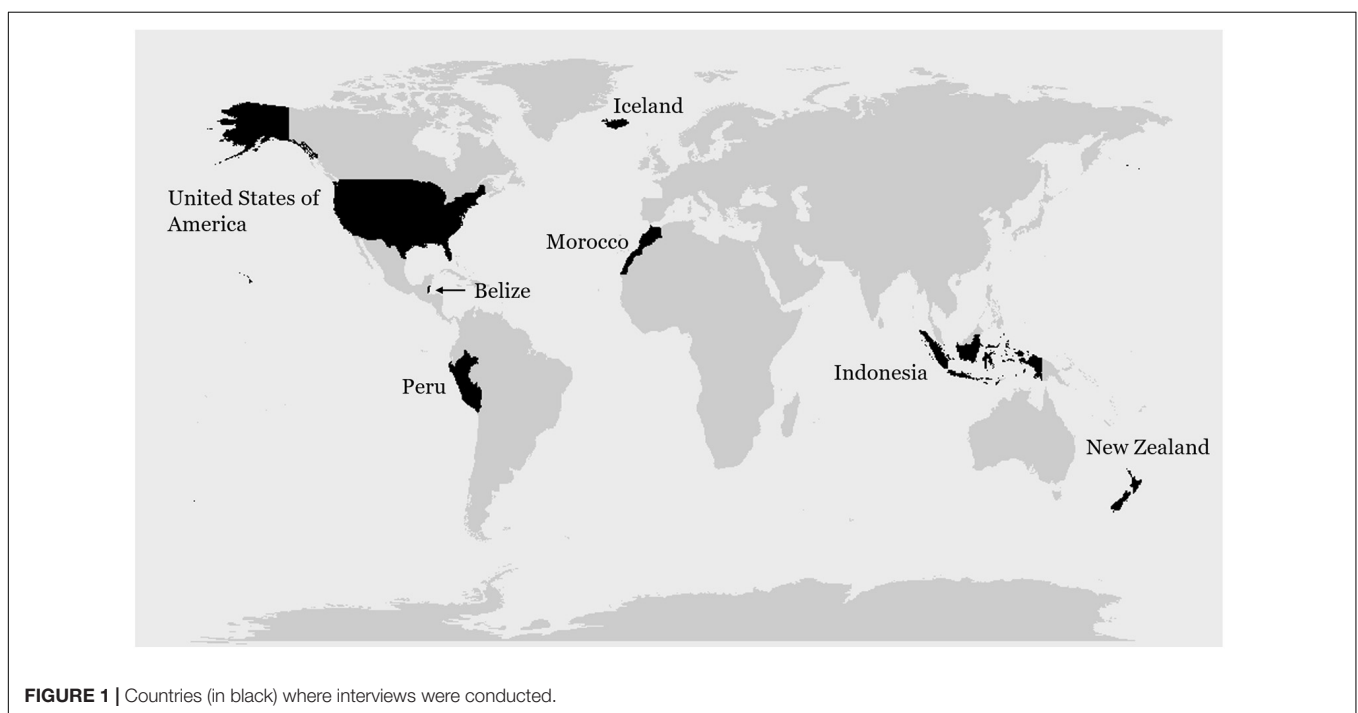 Iceland
United States of
America
Morocco
Belize
Peru
Indonesia
New Zealand
FIGURE 1 | Countries (in black) where interviews were conducted.